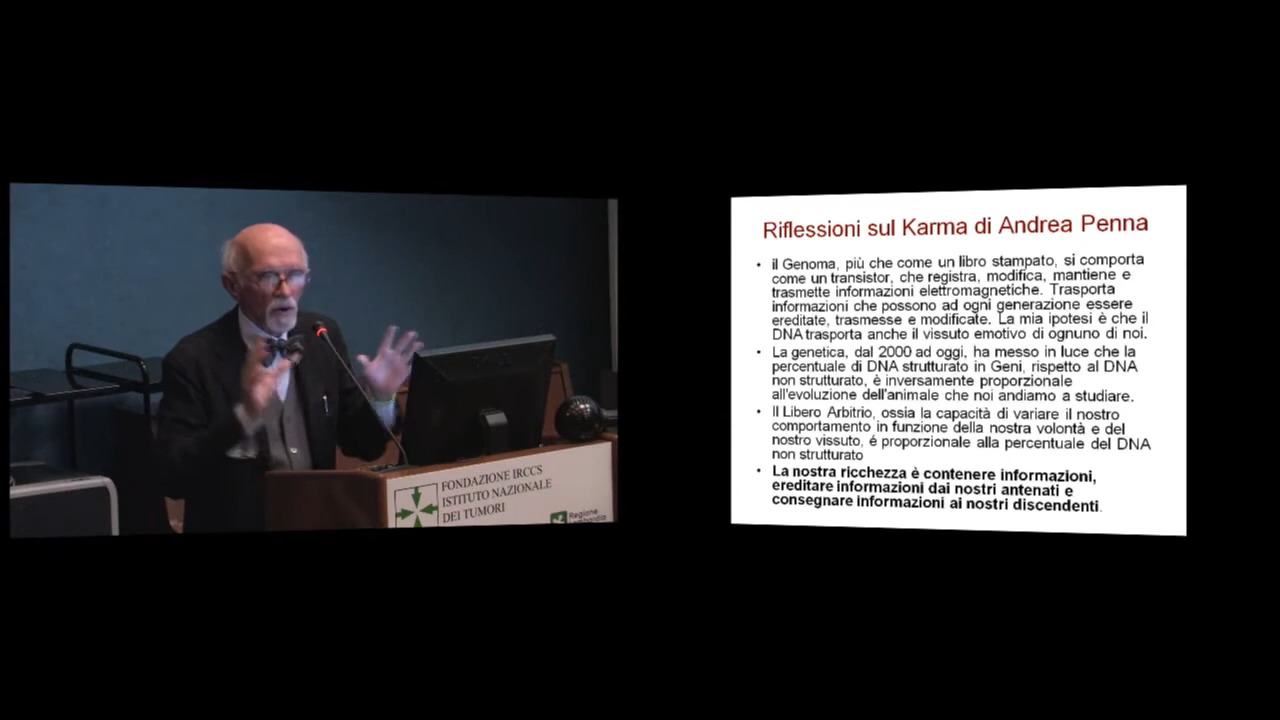 FONDAZIONE IRCCS
ISTITUTO NAZIONALE
DEI TUMORI
Regione
Lombardia
Riflessioni sul Karma di Andrea Penna
• il Genoma, più che come un libro stampato, si comporta
come un transistor, che registra, modifica, mantiene e
trasmette informazioni elettromagnetiche. Trasporta
informazioni che possono ad ogni generazione essere
ereditate, trasmesse e modificate. La mia ipotesi è che il
DNA trasporta anche il vissuto emotivo di ognuno di noi.
• La genetica, dal 2000 ad oggi, ha messo in luce che la
percentuale di DNA strutturato in Geni, rispetto al DNA
non strutturato, è inversamente proporzionale
all'evoluzione dell'animale che noi andiamo a studiare.
• Il Libero Arbitrio, ossia la capacità di variare il nostro
comportamento in funzione della nostra volontà e del
nostro vissuto, é proporzionale alla percentuale del DNA
non strutturato
• La nostra ricchezza è contenere informazioni,
ereditare informazioni dai nostri antenati e
consegnare informazioni ai nostri discendenti.